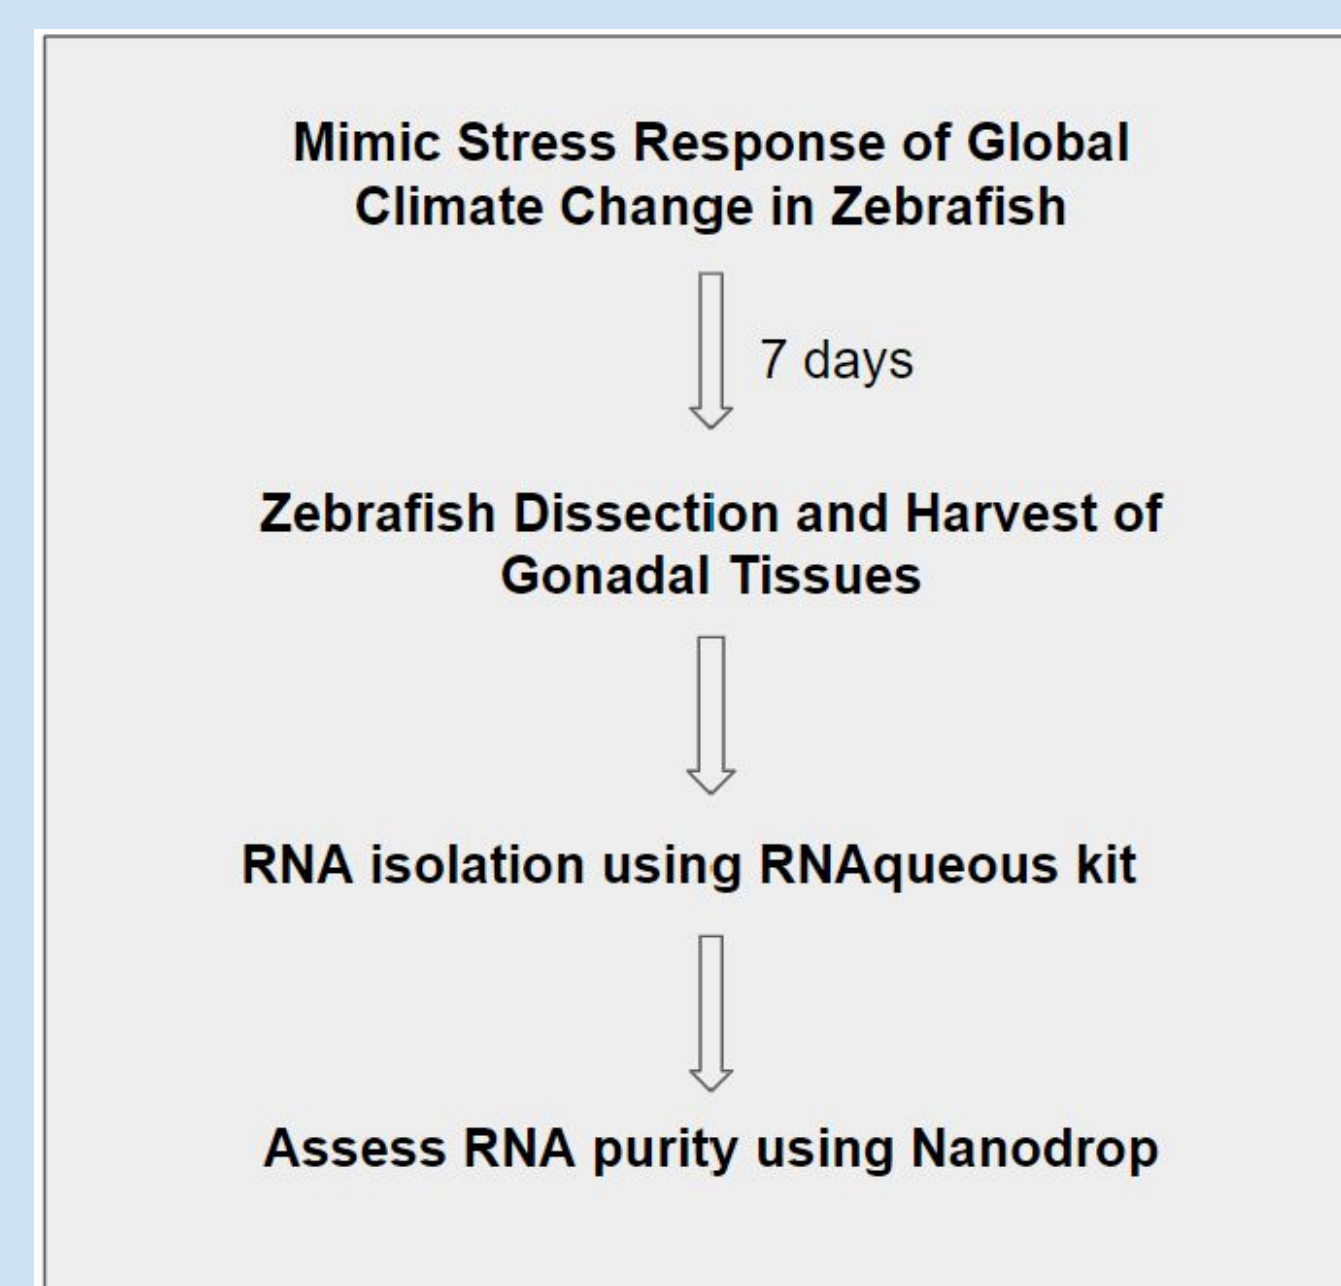 Mimic Stress Response of Global
Climate Change in Zebrafish
7 days
Zebrafish Dissection and Harvest of
Gonadal Tissues
RNA isolation using RNAqueous kit
Assess RNA purity using Nanodrop